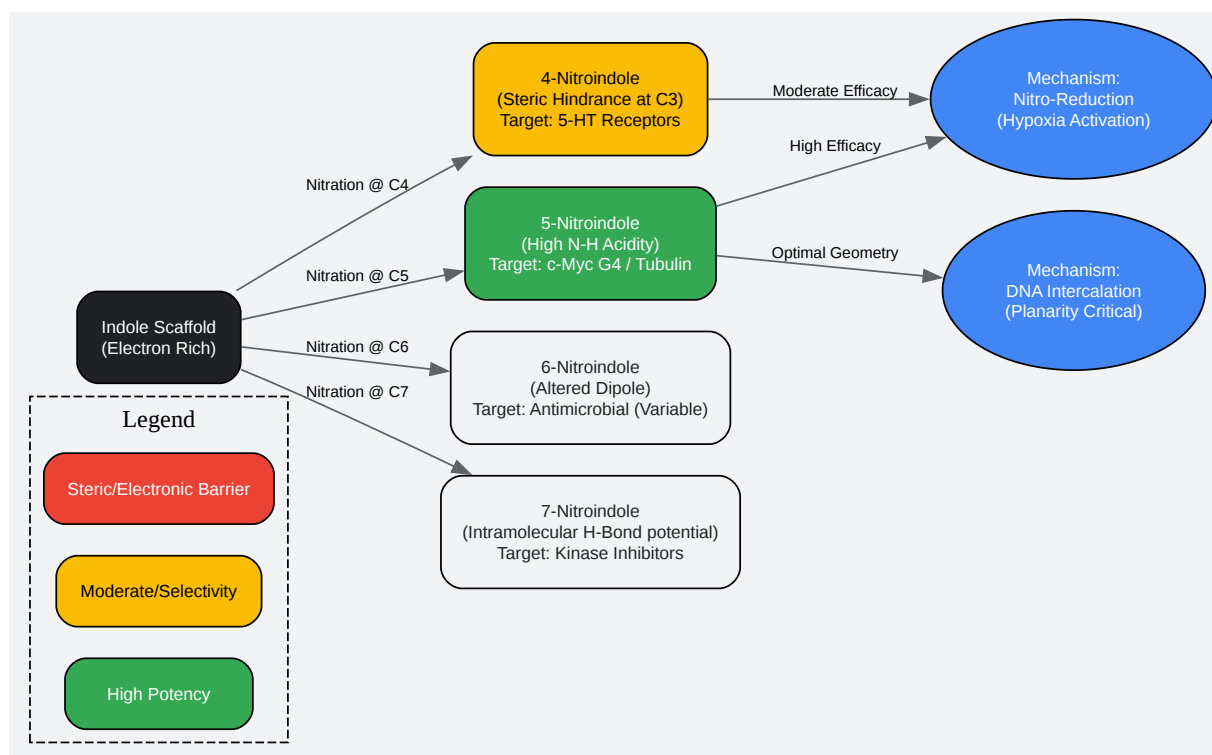 4-Nitroindole
(Steric Hindrance at C3)
Target: 5-HT Receptors
Moderate Efficacy
Mechanism:
Nitro-Reduction
(Hypoxia Activation)
High Efficacy
Nitration @ C4
5-Nitroindole
(High N-H Acidity)
Target: c-Myc G4 / Tubulin
Optimal Geometry
Mechanism:
DNA Intercalation
(Planarity Critical)
Nitration @ C5
Indole Scaffold
(Electron Rich)
Nitration @ C6
6-Nitroindole
(Altered Dipole)
Target: Antimicrobial (Variable)
Nitration @ C7
7-Nitroindole
(Intramolecular H-Bond potential)
Target: Kinase Inhibitors
Legend
Steric/Electronic Barrier
Moderate/Selectivity
High Potency